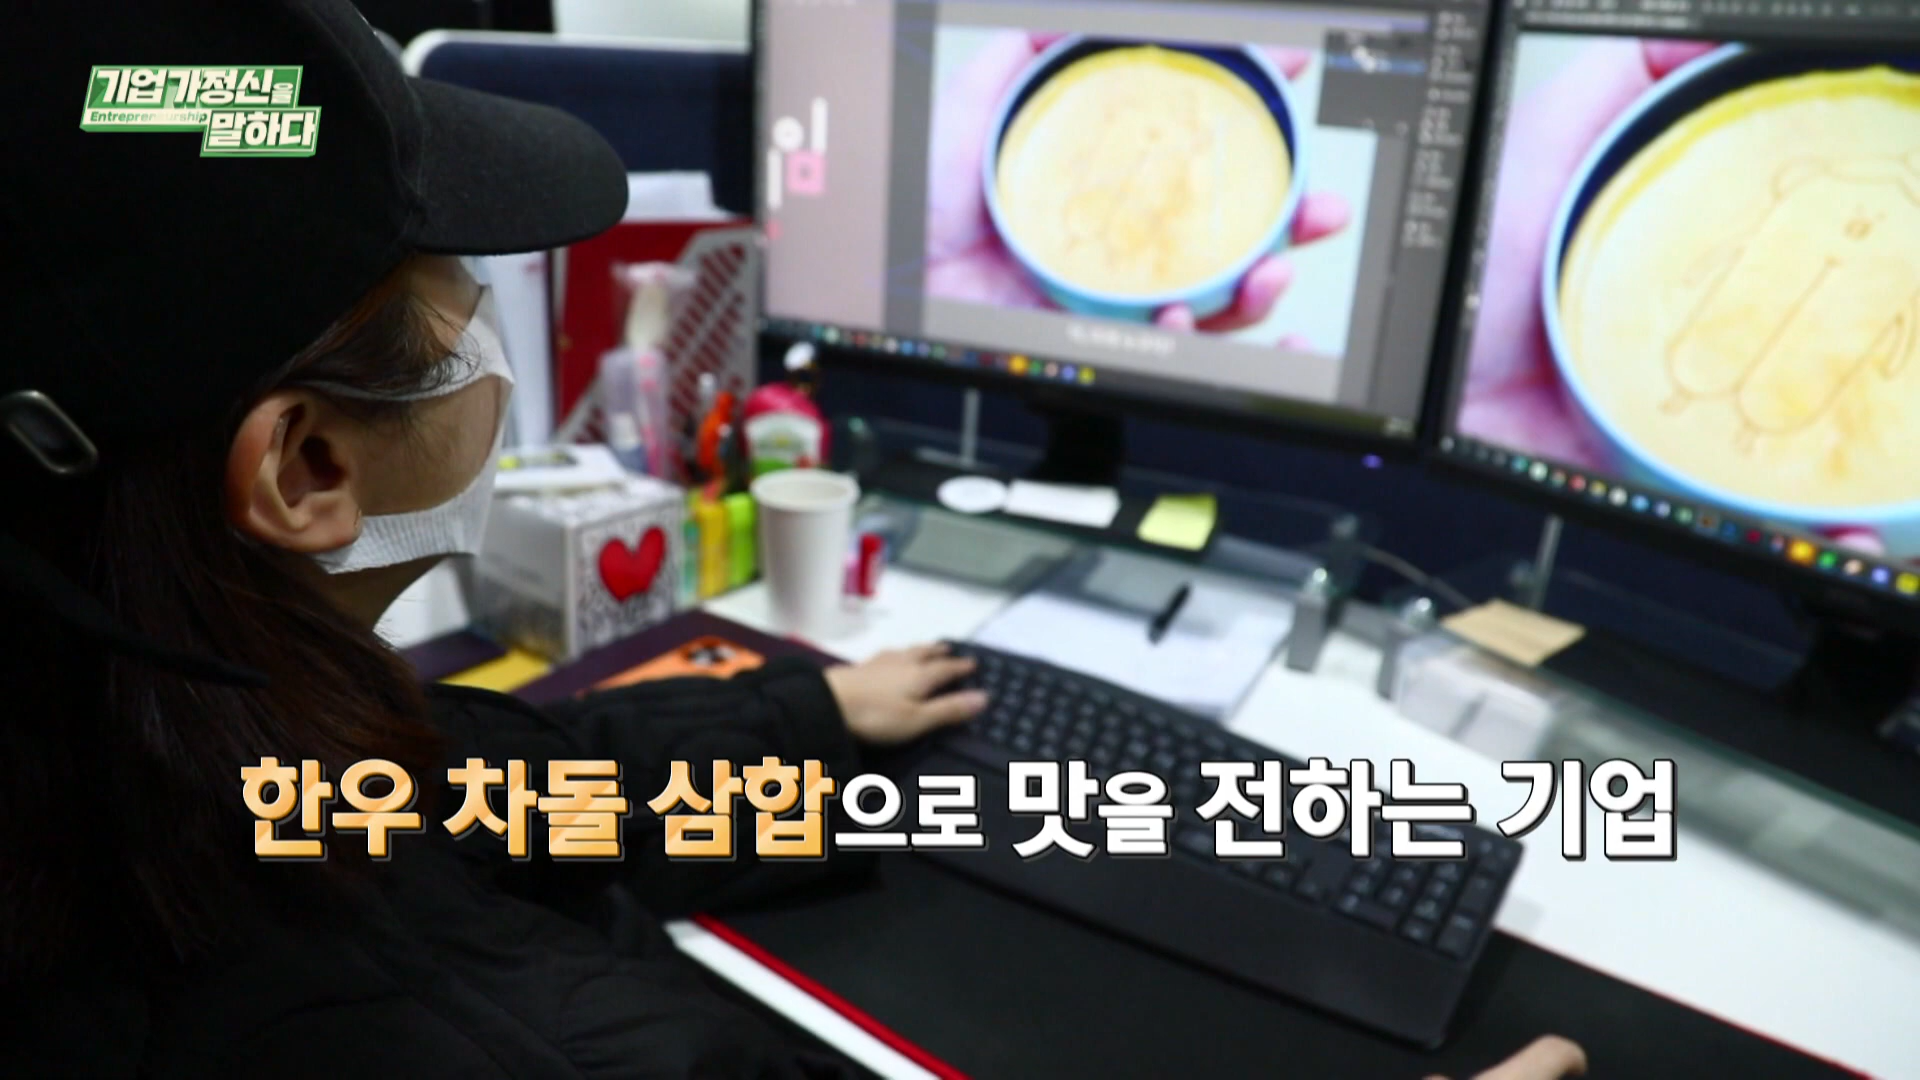 기업가정신을
Entrepreneurship
말하다
한우 차돌 삼합으로 맛을 전하는 기업